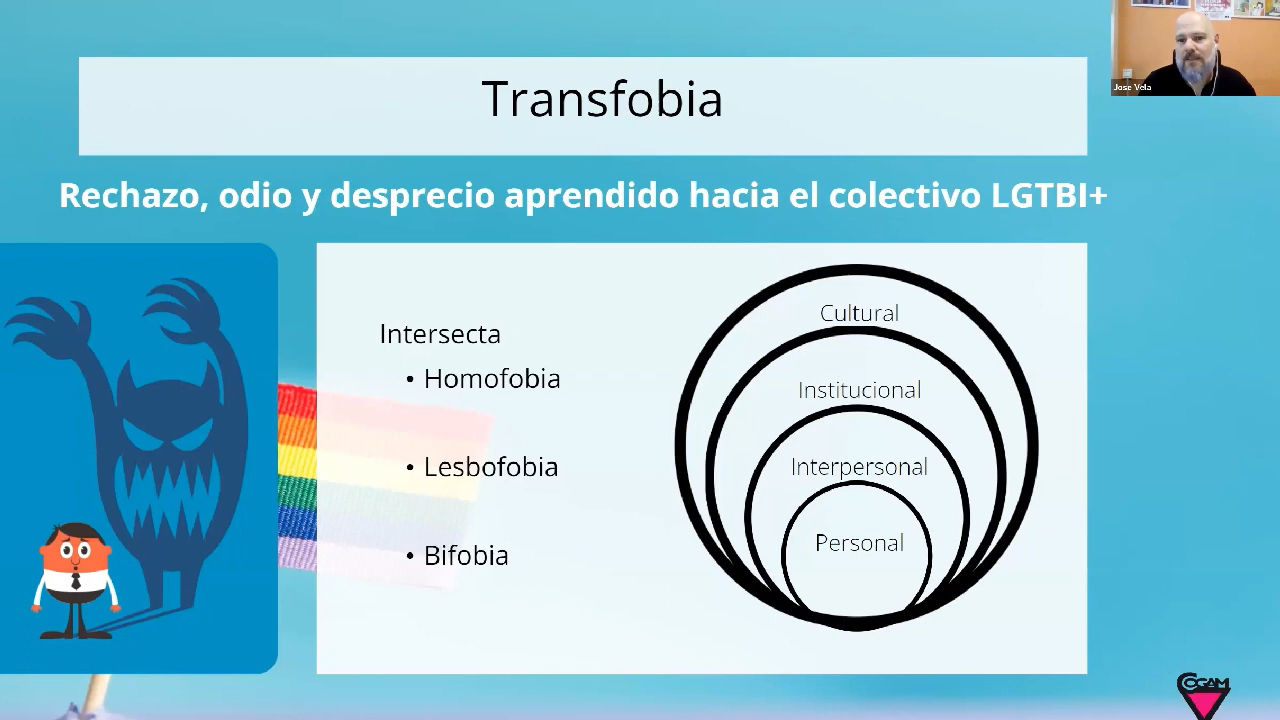 Transfobia
Jose Vela
Rechazo, odio y desprecio aprendido hacia el colectivo LGTBI+
Intersecta
• Homofobia
• Lesbofobia
• Bifobia
Cultural
Institucional
Interpersonal
Personal
COGAM